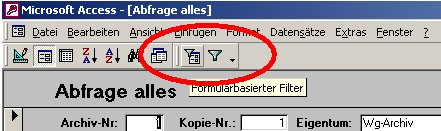 Microsoft Access - [Abfrage alles]
Datei Bearbeiten Ansicht Einfügen Format Datensätze Extras Fenster ?
Abfrage alles
Formularbasierter Filter
Archiv-Nr: 1 Kopie-Nr.: 1 Eigentum: Wg-Archiv